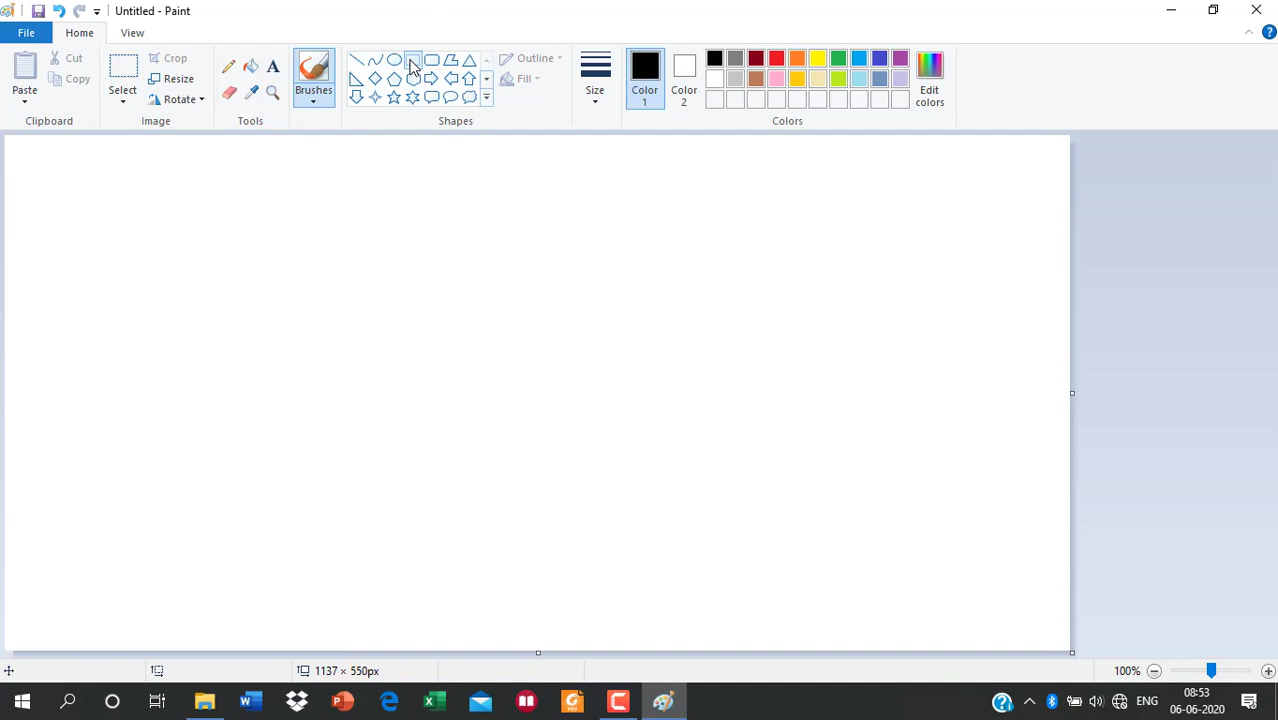 Untitled - Paint
File Home View
Paste
Cut
Copy
Clipboard
Select
Crop
Resize
Rotate
Image
A
Tools
Brushes
Shapes
Outline
Fill
Size
Color 1
Color 2
Colors
Edit colors
1137 × 550px
100%
ENG
08:53
06-06-2020